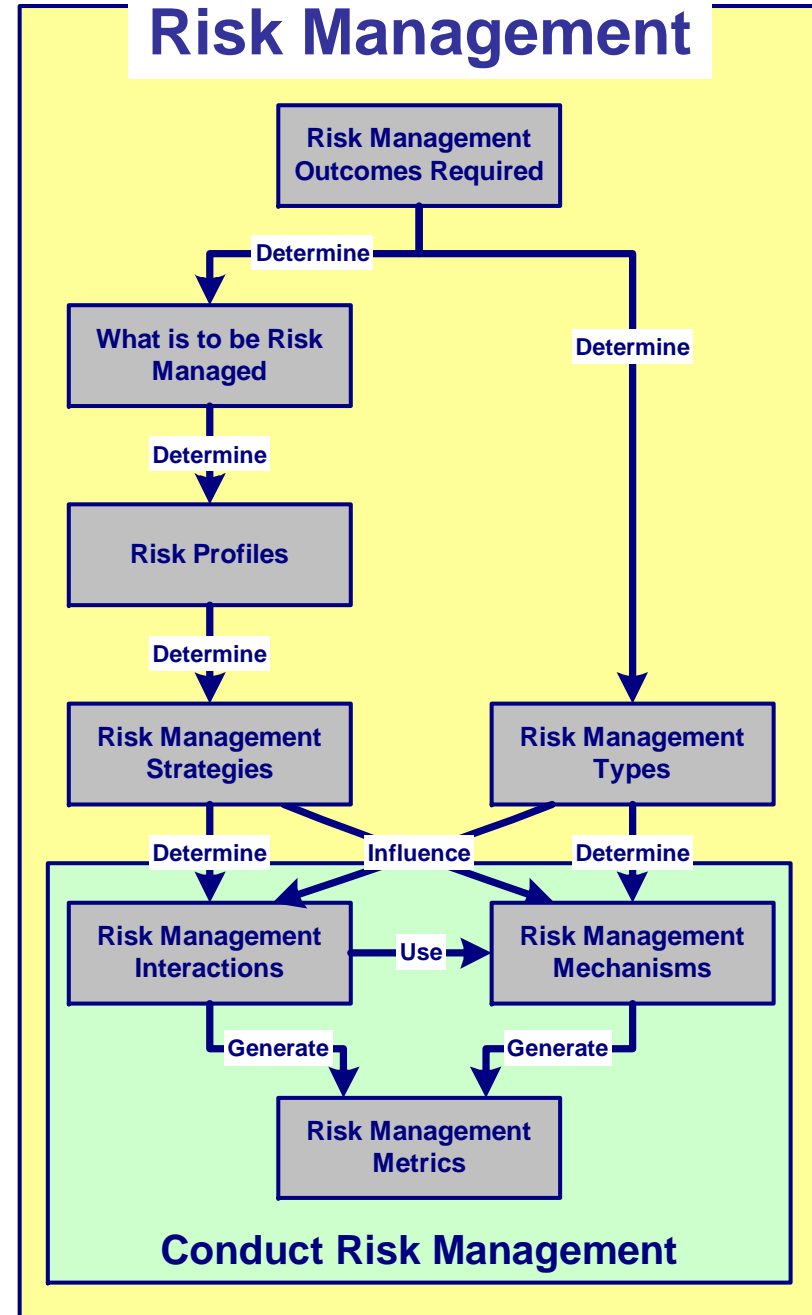 Risk Management
Risk Management
Outcomes Required
Determine
What is to be Risk
Managed
Determine
Determine
Risk Profiles
Determine
Risk Management
Strategies
Risk Management
Types
Determine
Influence
Determine
Risk Management
Interactions
Use
Risk Management
Mechanisms
Generate
Generate
Risk Management
Metrics
Conduct Risk Management